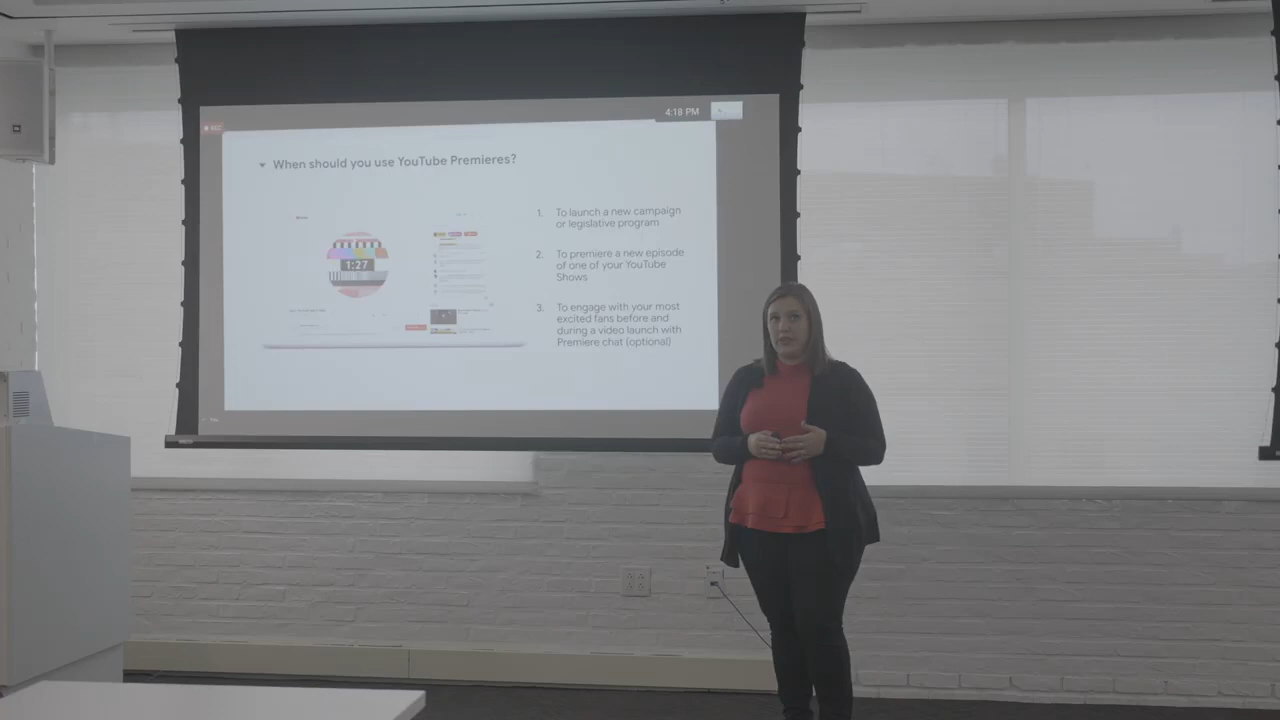 4:18 PM
REC
When should you use YouTube Premieres?
1. To launch a new campaign
or legislative program
1:27
2. To premiere a new episode
of one of your YouTube
Shows
3. To engage with your most
excited fans before and
during a video launch with
Premiere chat (optional)